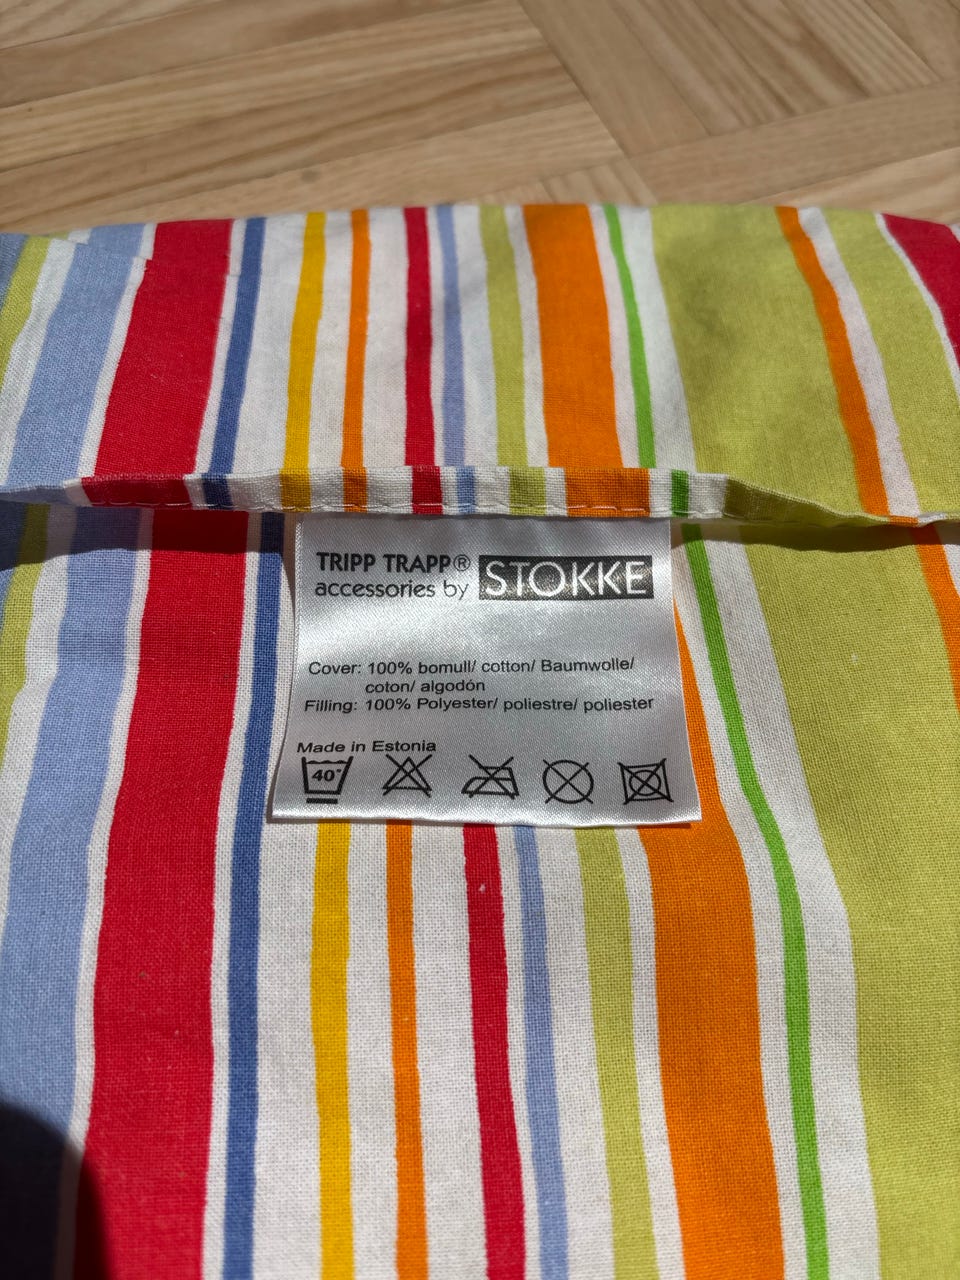 TRIPP TRAPP®
accessories by STOKKE
Cover: 100% bomull/ cotton/ Baumwolle/
coton/ algodón
Filling: 100% Polyester/ poliestre/ poliester
Made in Estonia
40°